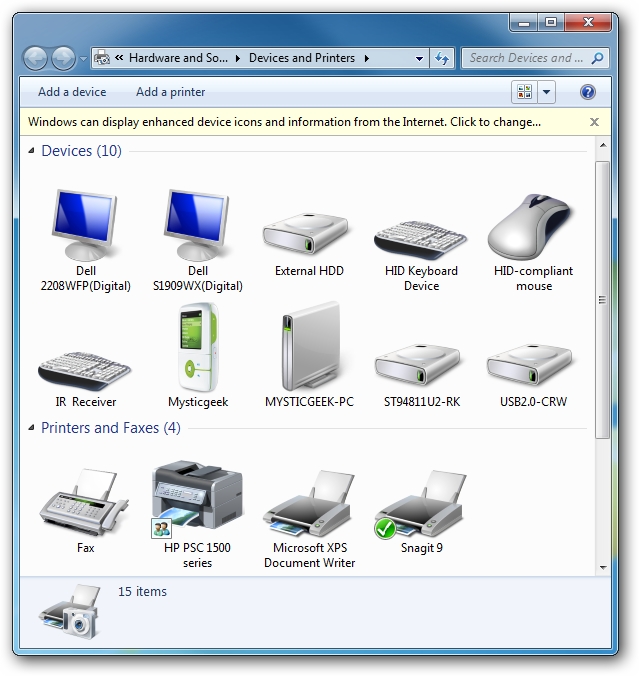 « Hardware and So... ▸ Devices and Printers ▸
Search Devices and ...
Add a device Add a printer
Windows can display enhanced device icons and information from the Internet. Click to change...
Devices (10)
Dell
2208WFP(Digital)
Dell
S1909WX(Digital)
External HDD
HID Keyboard
Device
HID-compliant
mouse
IR Receiver
Mysticgeek
MYSTICGEEK-PC
ST94811U2-RK
USB2.0-CRW
Printers and Faxes (4)
Fax
HP PSC 1500
series
Microsoft XPS
Document Writer
Snagit 9
15 items